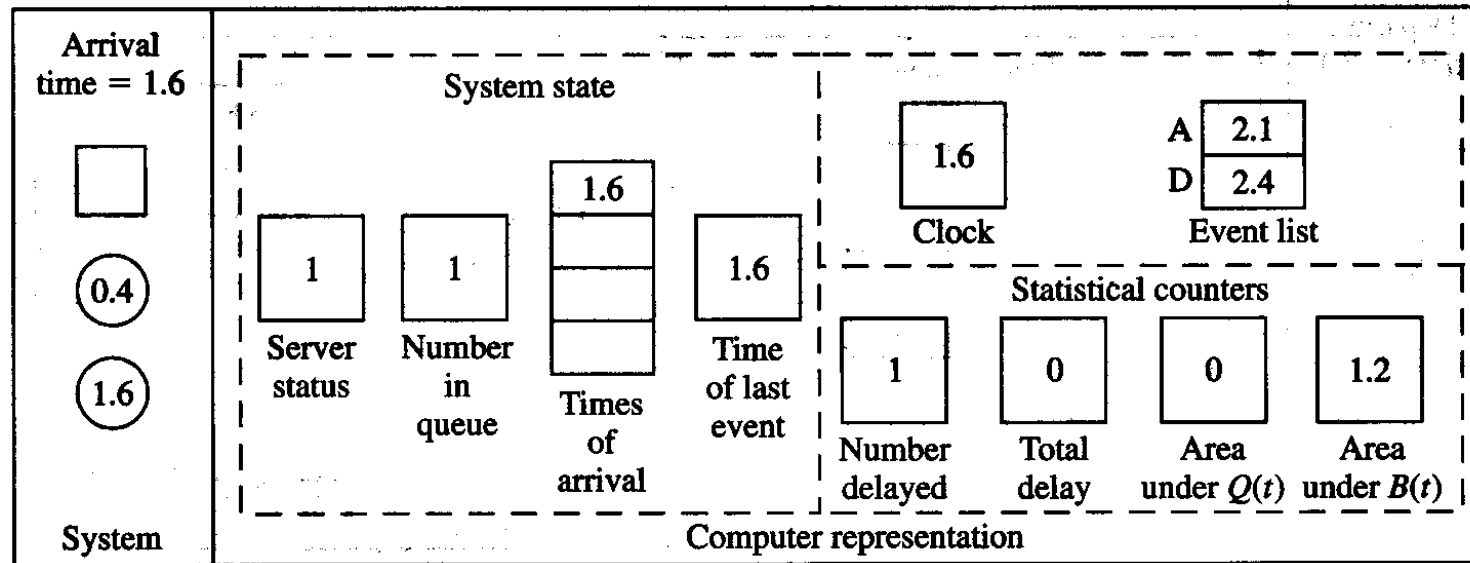 Arrival
time = 1.6
0.4
1.6
System
System state
1
Server
status
1
Number
in
queue
1.6
Times
of
arrival
1.6
Time
of last
event
1.6
Clock
A 2.1
D 2.4
Event list
Statistical counters
1
Number
delayed
0
Total
delay
0
Area
under Q(t)
1.2
Area
under B(t)
Computer representation